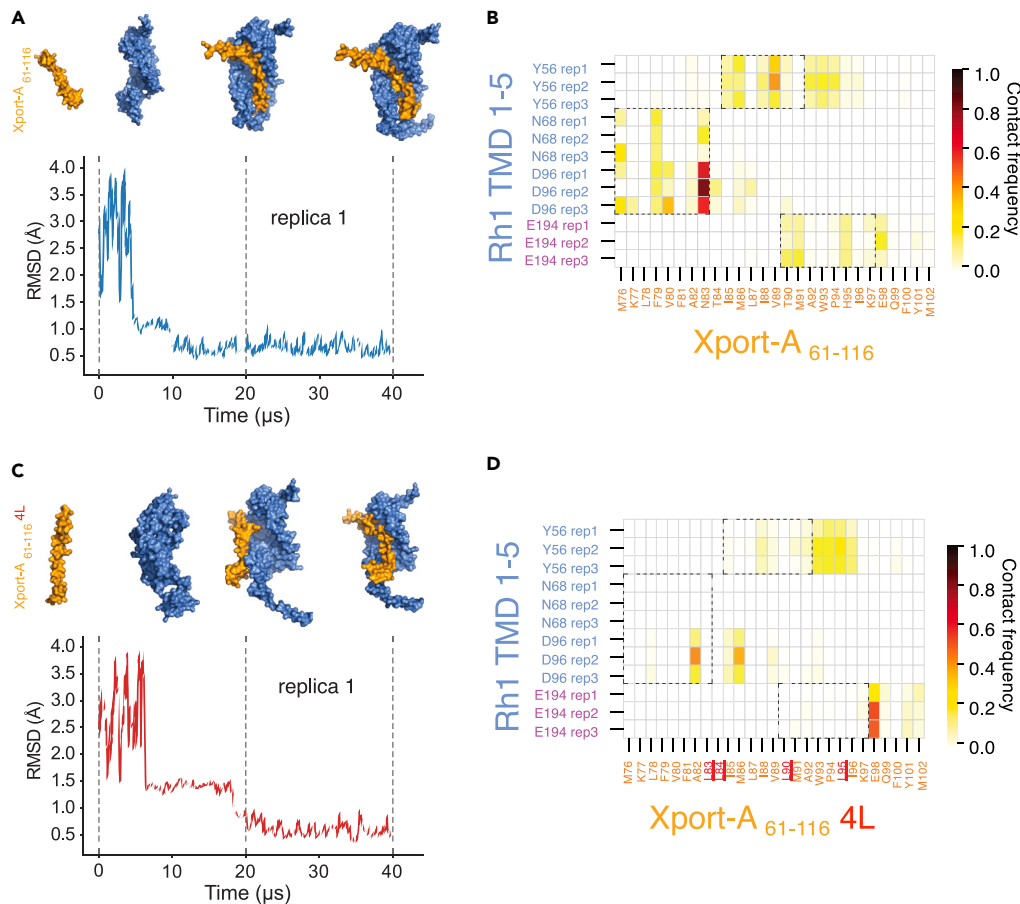 A
Xport-A 61-116
RMSD (Å)
4.0
3.5
3.0
2.5
2.0
1.5
1.0
0.5
replica 1
0
10
20
30
40
Time (µs)
B
Rh1 TMD 1-5
Y56 rep1
Y56 rep2
Y56 rep3
N68 rep1
N68 rep2
N68 rep3
D96 rep1
D96 rep2
D96 rep3
E194 rep1
E194 rep2
E194 rep3
M76
K77
L78
F79
V80
F81
A82
N83
T84
I85
M86
L87
I88
V89
T90
M91
A92
W93
P94
H95
I96
K97
E98
Q99
F100
Y101
M102
Xport-A 61-116
1.0
0.8
0.6
0.4
0.2
0.0
Contact frequency
C
Xport-A 61-116 4L
RMSD (Å)
4.0
3.5
3.0
2.5
2.0
1.5
1.0
0.5
replica 1
0
10
20
30
40
Time (µs)
D
Rh1 TMD 1-5
Y56 rep1
Y56 rep2
Y56 rep3
N68 rep1
N68 rep2
N68 rep3
D96 rep1
D96 rep2
D96 rep3
E194 rep1
E194 rep2
E194 rep3
M76
K77
L78
F79
V80
F81
A82
L83
L84
I85
M86
L87
I88
V89
L90
M91
A92
W93
P94
L95
I96
K97
E98
Q99
F100
Y101
M102
Xport-A 61-116 4L
1.0
0.8
0.6
0.4
0.2
0.0
Contact frequency